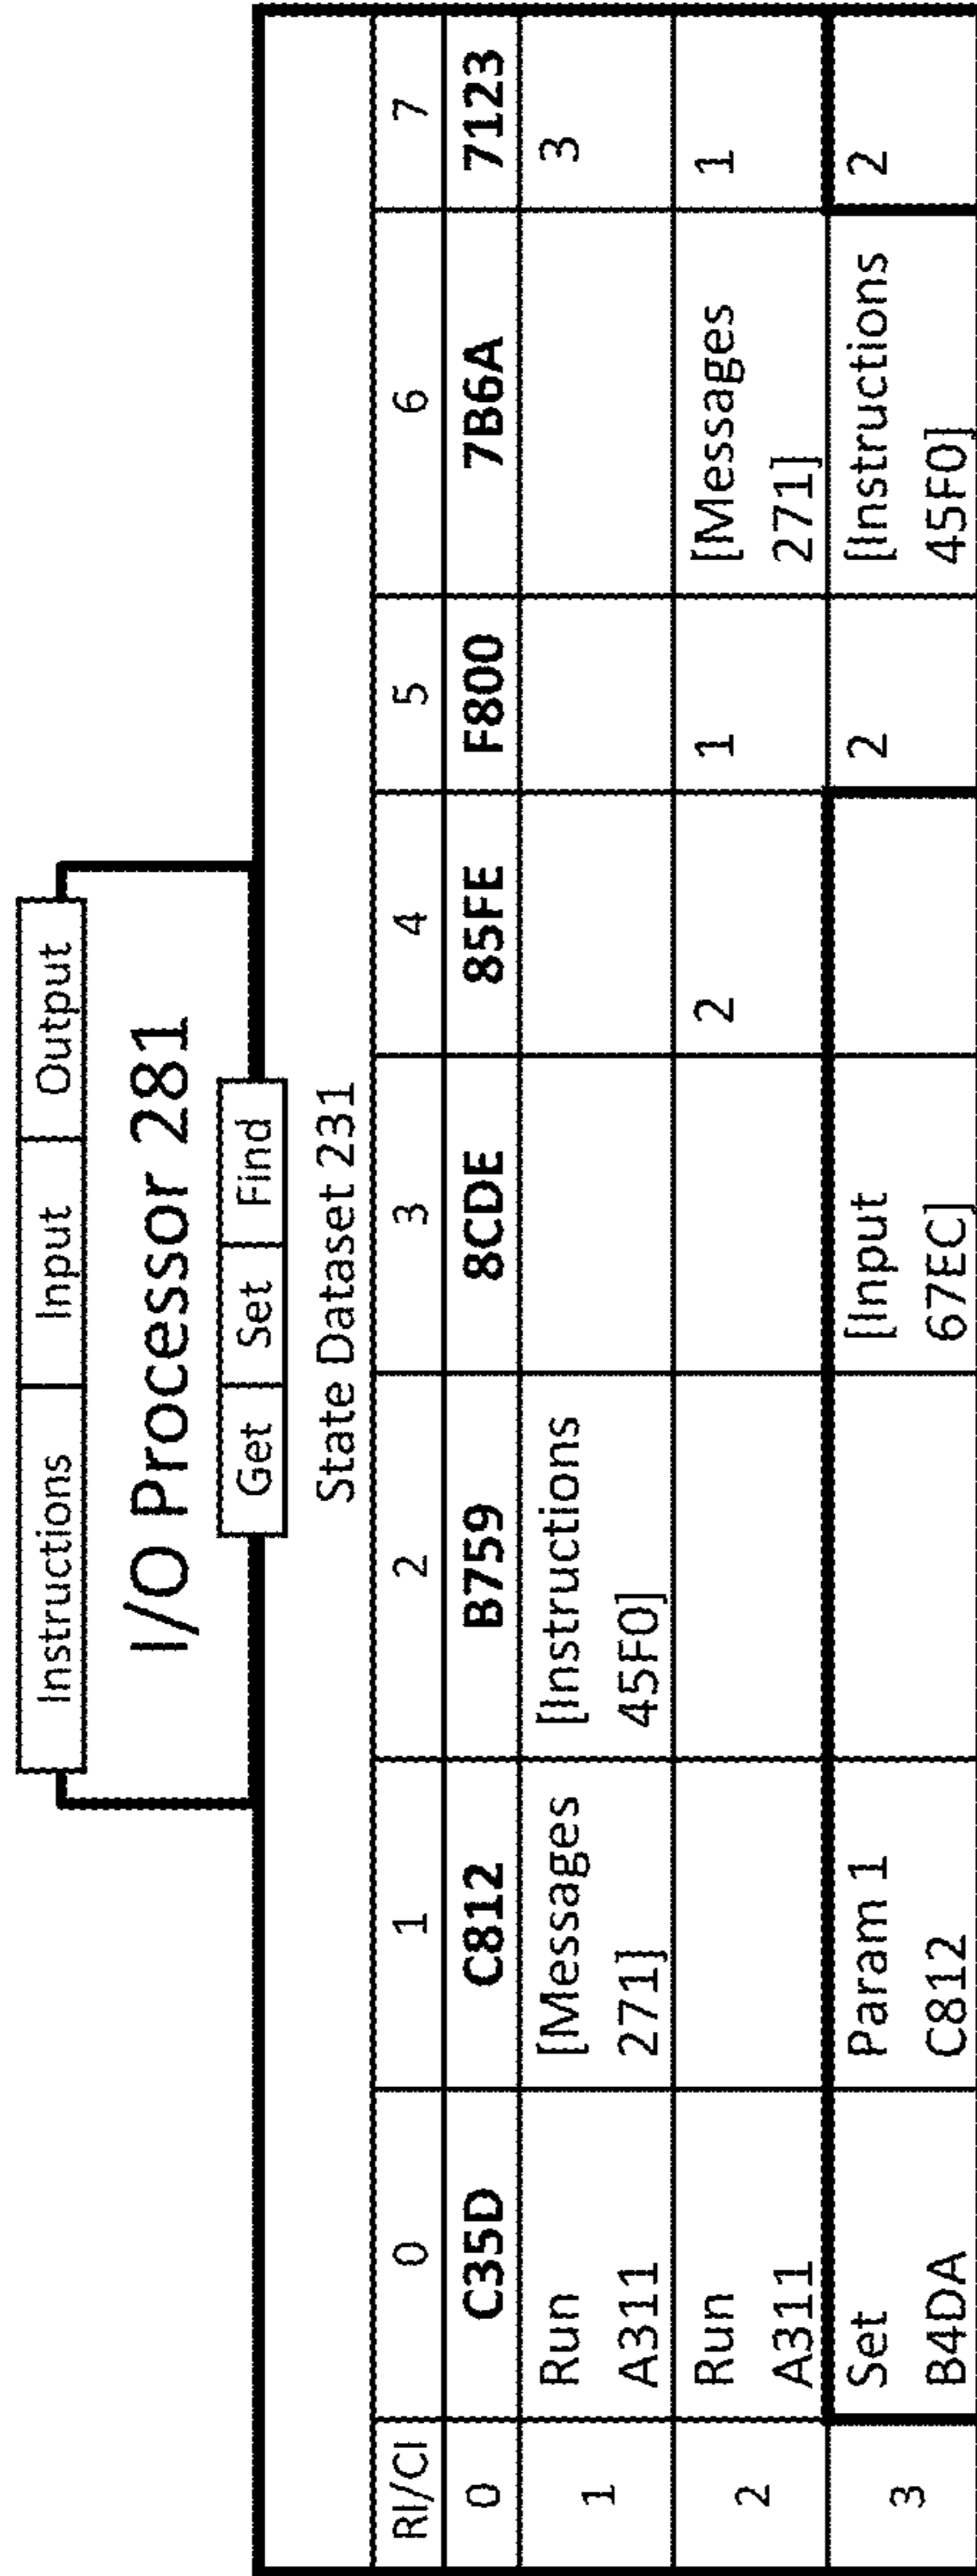 Instructions Input Output
I/O Processor 281
Get Set Find
State Dataset 231
RI/CI 0 1 2 3 4 5 6 7
0 C35D C812 B759 8CDE 85FE F800 7B6A 7123
1 Run [Messages [Instructions 3
A311 271] 45F0]
2 Run 2 1 [Messages 1
A311 271]
3 Set Param 1 [Input 2 [Instructions 2
B4DA C812 67EC] 45F0]